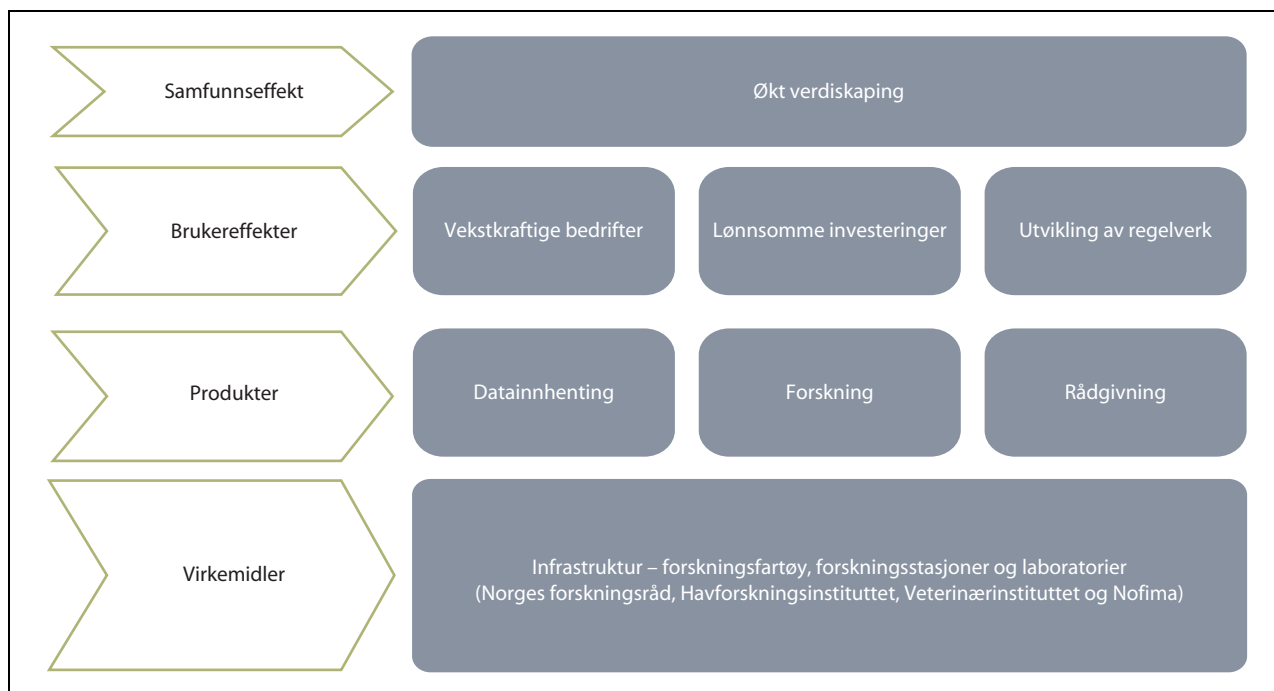 Samfunnseffekt
Økt verdiskaping
Brukereffekter
Vekstkraftige bedrifter
Lønnsomme investeringer
Utvikling av regelverk
Produkter
Datainnhenting
Forskning
Rådgivning
Virkemidler
Infrastruktur – forskningsfartøy, forskningsstasjoner og laboratorier
(Norges forskningsråd, Havforskningsinstituttet, Veterinærinstituttet og Nofima)